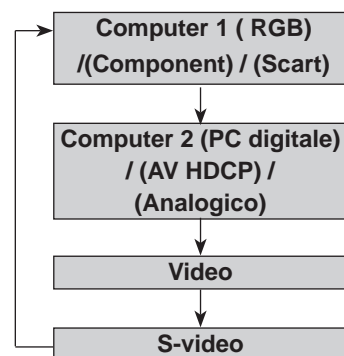 Computer 1 ( RGB)
/(Component) / (Scart)
Computer 2 (PC digitale)
/ (AV HDCP) /
(Analogico)
Video
S-video